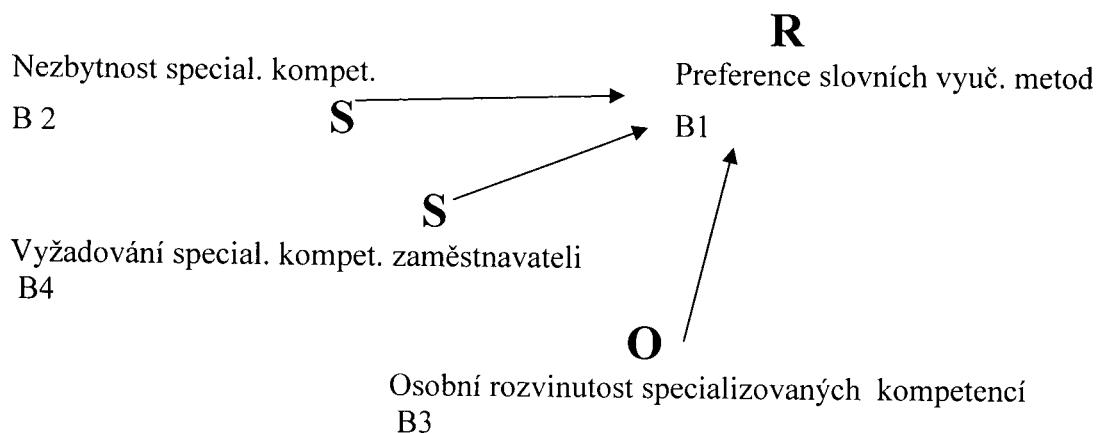 R
Nezbytnost special. kompet.
Preference slovních vyuč. metod
B 2
S
B1
S
Vyžadování special. kompet. zaměstnavateli
B4
O
Osobní rozvinutost specializovaných kompetencí
B3